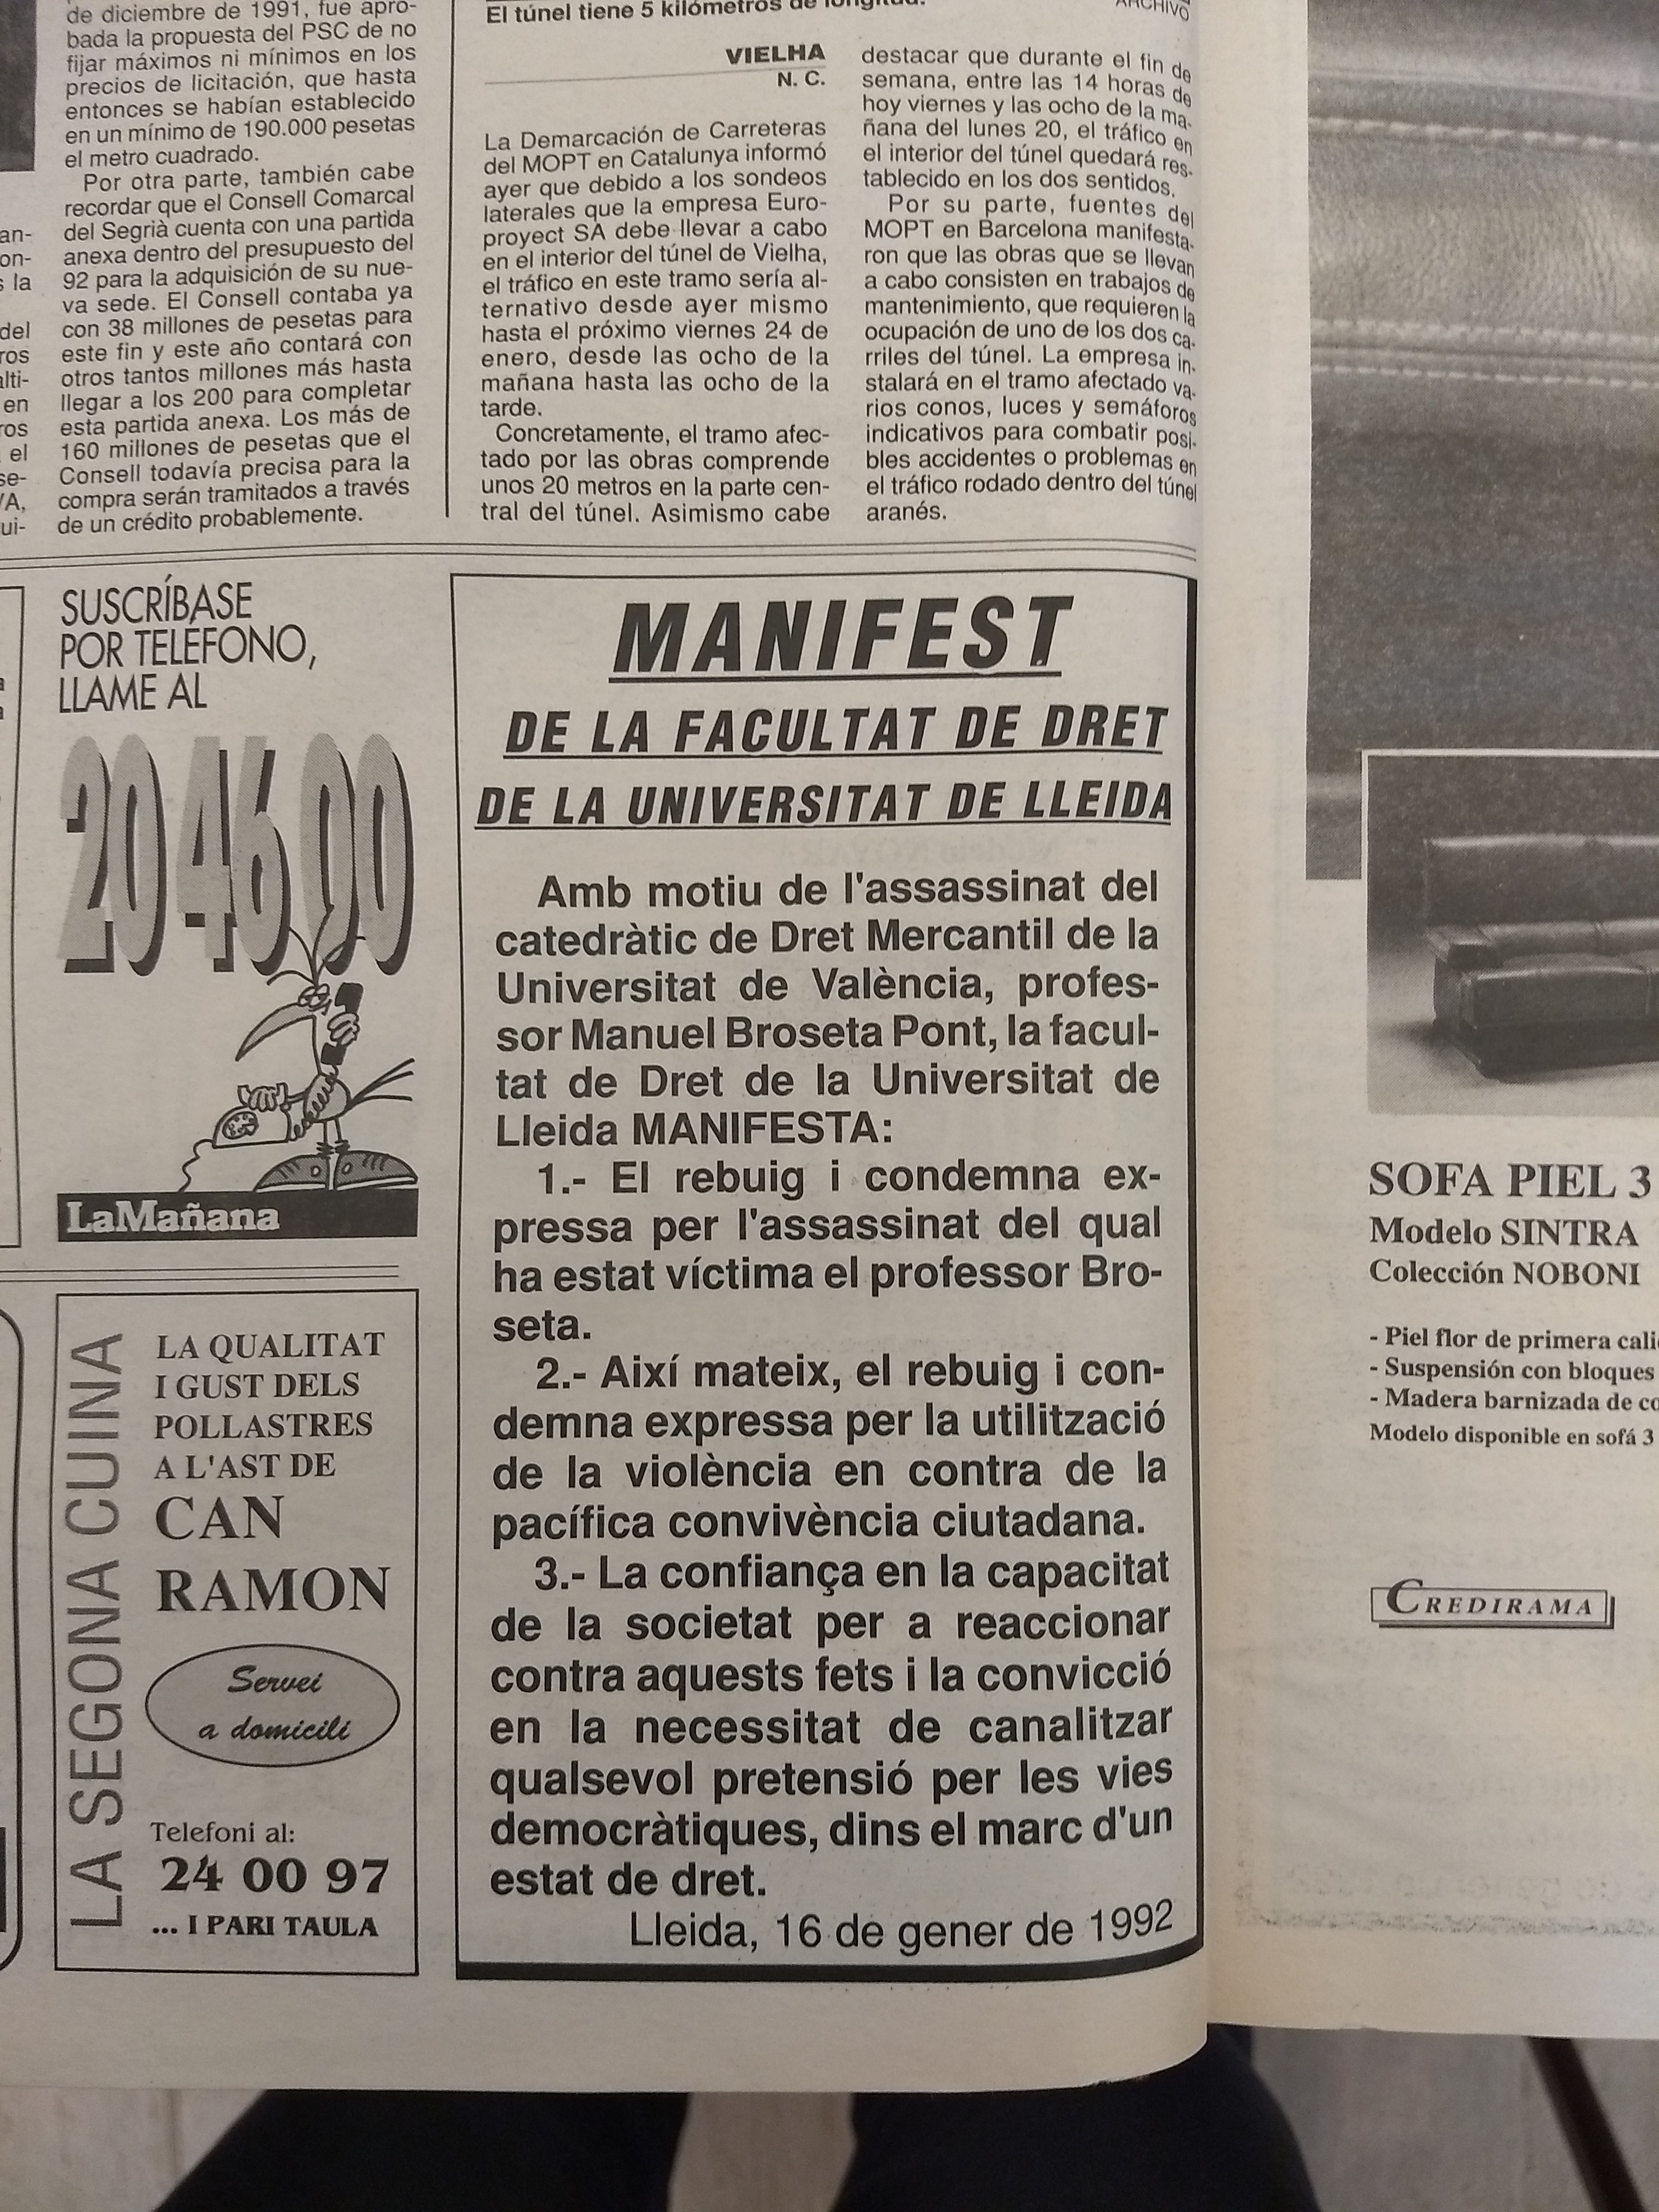 de diciembre de 1991, fue apro-
bada la propuesta del PSC de no
fijar máximos ni mínimos en los
precios de licitación, que hasta
entonces se habían establecido
en un mínimo de 190.000 pesetas
el metro cuadrado.
Por otra parte, también cabe
recordar que el Consell Comarcal
del Segrià cuenta con una partida
anexa dentro del presupuesto del
92 para la adquisición de su nue-
va sede. El Consell contaba ya
con 38 millones de pesetas para
este fin y este año contará con
otros tantos millones más hasta
llegar a los 200 para completar
esta partida anexa. Los más de
160 millones de pesetas que el
Consell todavía precisa para la
compra serán tramitados a través
de un crédito probablemente.
El túnel tiene 5 kilómetros de longitud.
ARCHIVO
VIELHA
N. C.
La Demarcación de Carreteras
del MOPT en Catalunya informó
ayer que debido a los sondeos
laterales que la empresa Euro-
proyect SA debe llevar a cabo
en el interior del túnel de Vielha,
el tráfico en este tramo sería al-
ternativo desde ayer mismo
hasta el próximo viernes 24 de
enero, desde las ocho de la
mañana hasta las ocho de la
tarde.
Concretamente, el tramo afec-
tado por las obras comprende
unos 20 metros en la parte cen-
tral del túnel. Asimismo cabe
destacar que durante el fin de
semana, entre las 14 horas de
hoy viernes y las ocho de la ma-
ñana del lunes 20, el tráfico en
el interior del túnel quedará res-
tablecido en los dos sentidos.
Por su parte, fuentes del
MOPT en Barcelona manifesta-
ron que las obras que se llevan
a cabo consisten en trabajos de
mantenimiento, que requieren la
ocupación de uno de los dos ca-
rriles del túnel. La empresa in-
stalará en el tramo afectado va-
rios conos, luces y semáforos
indicativos para combatir posi-
bles accidentes o problemas en
el tráfico rodado dentro del túnel
aranés.
SUSCRÍBASE
POR TELÉFONO,
LLAME AL
20 46 00
LaMañana
LA SEGONA CUINA
LA QUALITAT
I GUST DELS
POLLASTRES
A L'AST DE
CAN
RAMON
Servei
a domicili
Telefoni al:
24 00 97
... I PARI TAULA
MANIFEST
DE LA FACULTAT DE DRET
DE LA UNIVERSITAT DE LLEIDA
Amb motiu de l'assassinat del
catedràtic de Dret Mercantil de la
Universitat de València, profes-
sor Manuel Broseta Pont, la facul-
tat de Dret de la Universitat de
Lleida MANIFESTA:
1.- El rebuig i condemna ex-
pressa per l'assassinat del qual
ha estat víctima el professor Bro-
seta.
2.- Així mateix, el rebuig i con-
demna expressa per la utilització
de la violència en contra de la
pacífica convivència ciutadana.
3.- La confiança en la capacitat
de la societat per a reaccionar
contra aquests fets i la convicció
en la necessitat de canalitzar
qualsevol pretensió per les vies
democràtiques, dins el marc d'un
estat de dret.
Lleida, 16 de gener de 1992
SOFA PIEL 3
Modelo SINTRA
Colección NOBONI
- Piel flor de primera
- Suspensión con bloques
- Madera barnizada de
Modelo disponible en sofá 3
CREDIRAMA